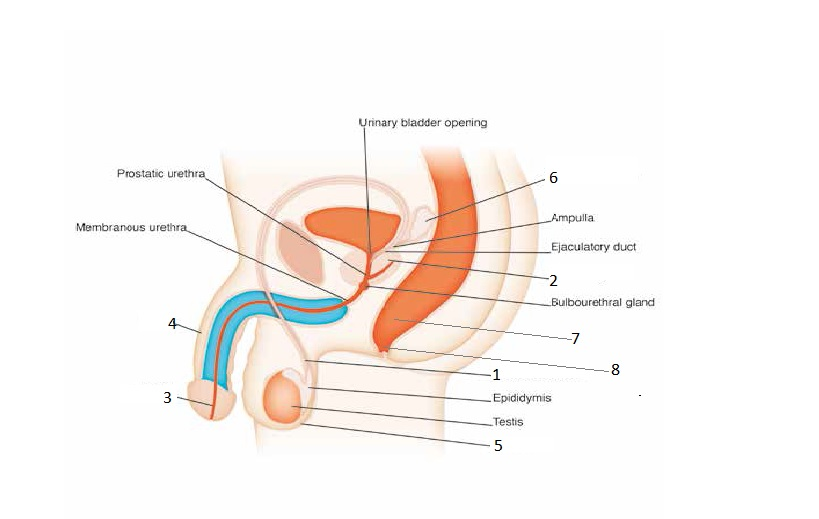 Urinary bladder opening
Prostatic urethra
6
Ampulla
Membranous urethra
Ejaculatory duct
2
Bulbourethral gland
4
7
8
1
3
Epididymis
Testis
5